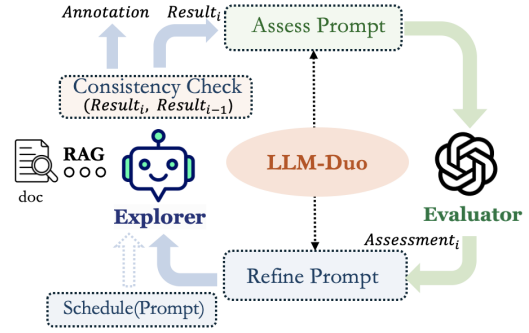 Annotation
Result_i
Assess Prompt
Consistency Check
(Result_i, Result_{i-1})
RAG
doc
LLM-Duo
Explorer
Evaluator
Assessment_i
Refine Prompt
Schedule(Prompt)